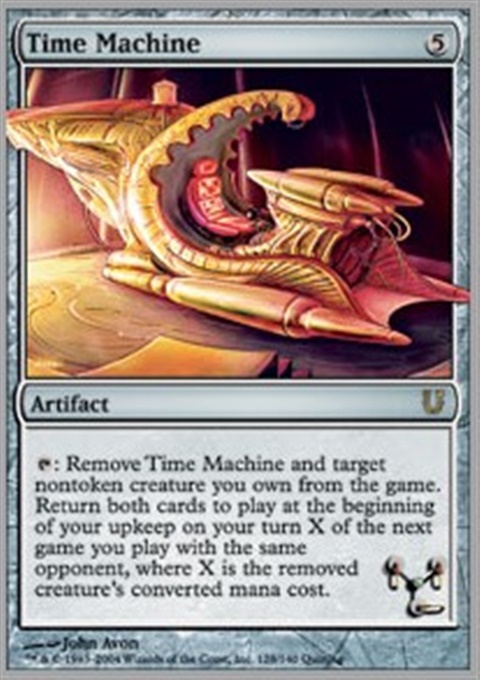 Time Machine 5
Artifact
: Remove Time Machine and target
nontoken creature you own from the game.
Return both cards to play at the beginning
of your upkeep on your turn X of the next
game you play with the same
opponent, where X is the removed
creature's converted mana cost.
John Avon
™ & © 1993–2004 Wizards of the Coast, Inc. 128/140